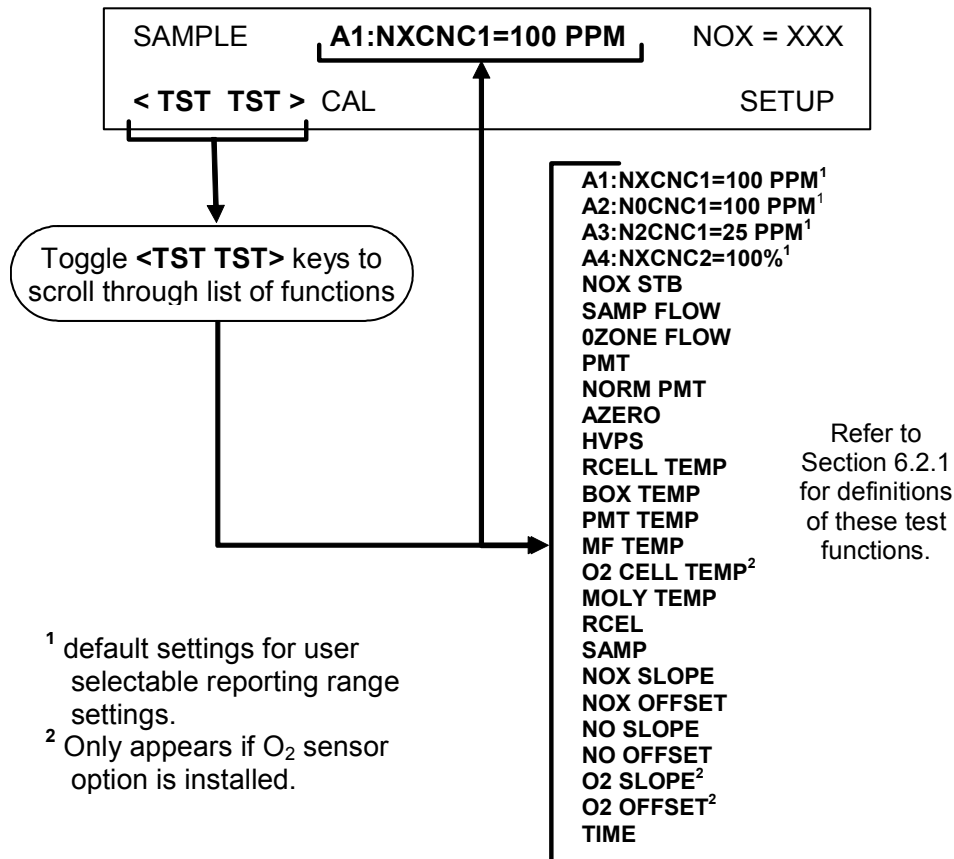 SAMPLE A1:NXCNC1=100 PPM NOX = XXX
< TST TST > CAL SETUP
Toggle <TST TST> keys to
scroll through list of functions
A1:NXCNC1=100 PPM¹
A2:N0CNC1=100 PPM¹
A3:N2CNC1=25 PPM¹
A4:NXCNC2=100%¹
NOX STB
SAMP FLOW
0ZONE FLOW
PMT
NORM PMT
AZERO
HVPS
RCELL TEMP
BOX TEMP
PMT TEMP
MF TEMP
O2 CELL TEMP²
MOLY TEMP
RCEL
SAMP
NOX SLOPE
NOX OFFSET
NO SLOPE
NO OFFSET
O2 SLOPE²
O2 OFFSET²
TIME
Refer to
Section 6.2.1
for definitions
of these test
functions.
¹ default settings for user
selectable reporting range
settings.
² Only appears if O₂ sensor
option is installed.